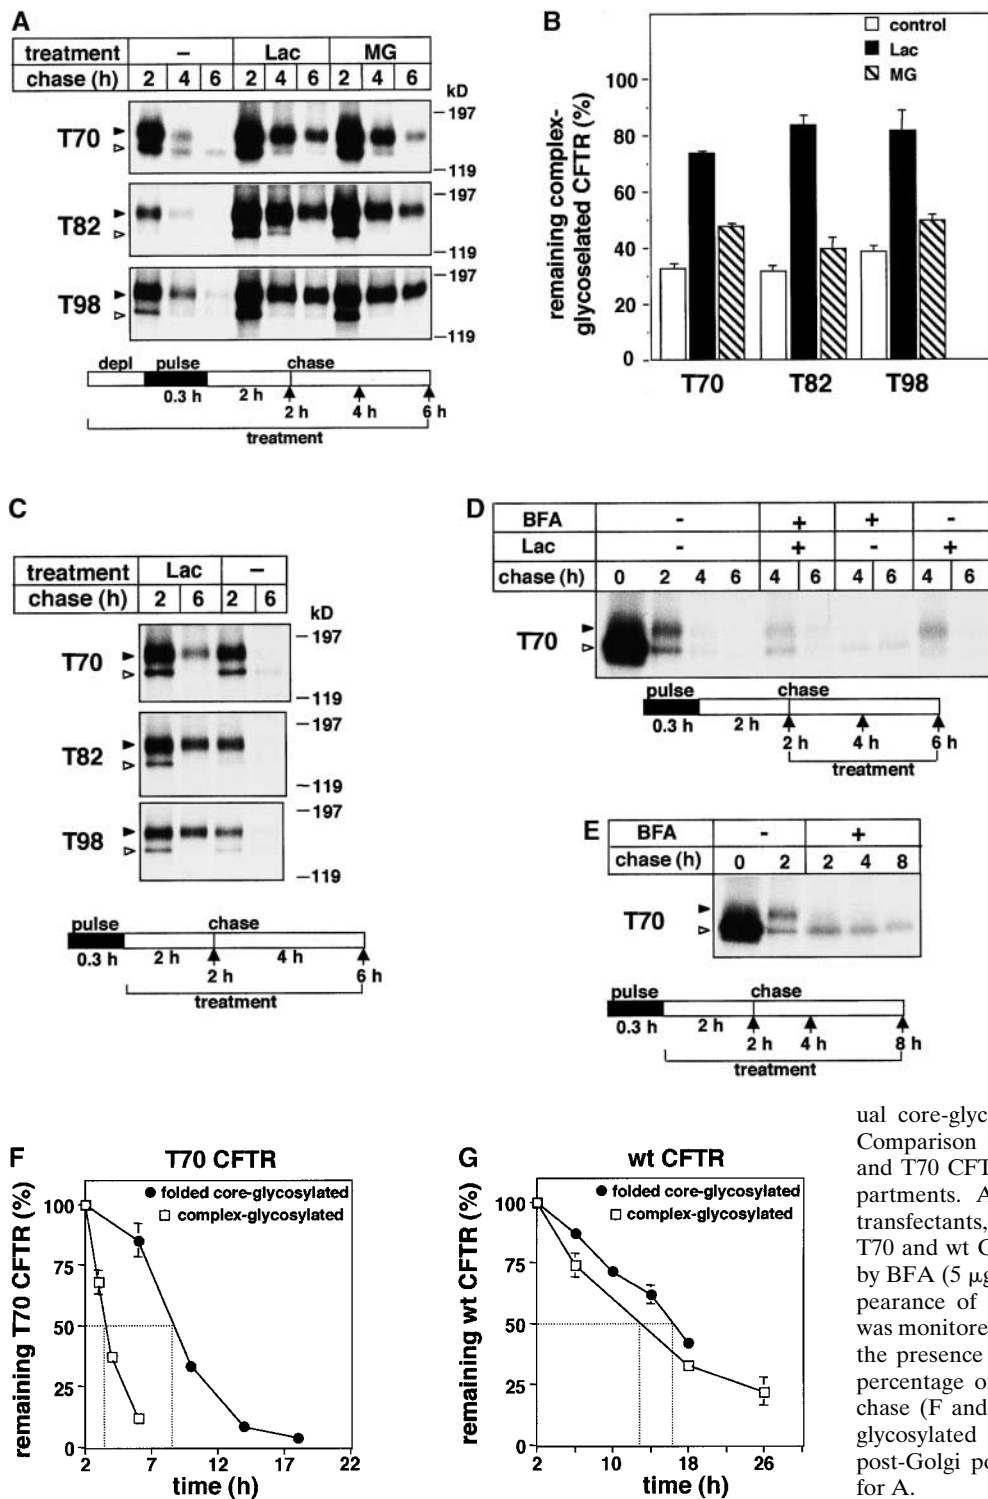 A
treatment – Lac MG
chase (h) 2 4 6 2 4 6 2 4 6
kD
T70
–197
–119
T82
–197
–119
T98
–197
–119
depl pulse chase
0.3 h 2 h 2 h 4 h 6 h
treatment
B
control
Lac
MG
remaining complex-
glycoselated CFTR (%)
100
80
60
40
20
0
T70 T82 T98
C
treatment Lac –
chase (h) 2 6 2 6
kD
T70
–197
–119
T82
–197
–119
T98
–197
–119
pulse chase
0.3 h 2 h 4 h
2 h 6 h
treatment
D
BFA - + + -
Lac - + - +
chase (h) 0 2 4 6 4 6 4 6 4 6
T70
pulse chase
0.3 h 2 h
2 h 4 h 6 h
treatment
E
BFA - +
chase (h) 0 2 2 4 8
T70
pulse chase
0.3 h 2 h
2 h 4 h 8 h
treatment
F
T70 CFTR
folded core-glycosylated
complex-glycosylated
remaining T70 CFTR (%)
100
75
50
25
0
2 7 12 17 22
time (h)
G
wt CFTR
folded core-glycosylated
complex-glycosylated
remaining wt CFTR (%)
100
75
50
25
0
2 10 18 26
time (h)
ual core-glyc
Comparison
and T70 CFT
partments. A
transfectants,
T70 and wt C
by BFA (5 μg
pearance of
was monitore
the presence
percentage o
chase (F and
glycosylated
post-Golgi po
for A.